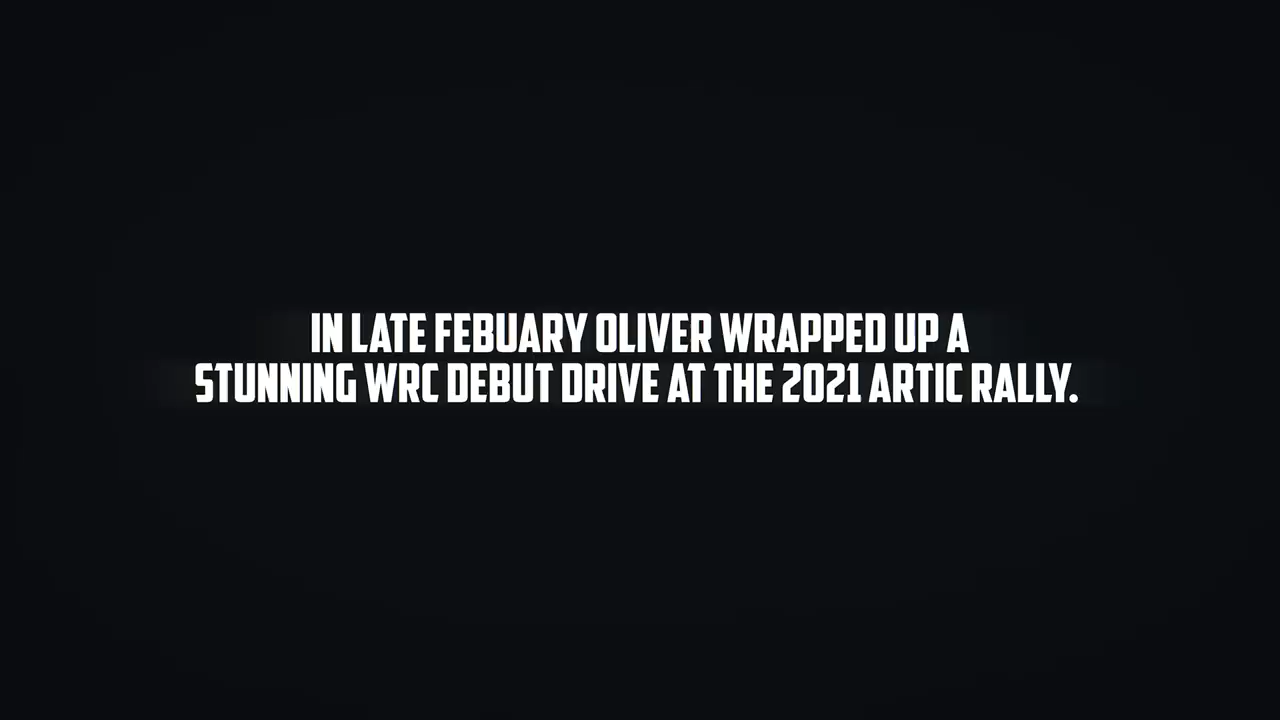 IN LATE FEBUARY OLIVER WRAPPED UP A
STUNNING WRC DEBUT DRIVE AT THE 2021 ARTIC RALLY.